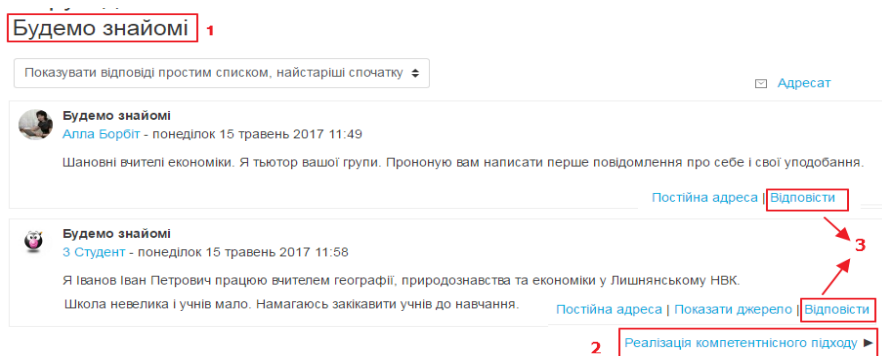 Будемо знайомі 1
Показувати відповіді простим списком, найстаріші спочатку
Адресат
Будемо знайомі
Алла Борбіт - понеділок 15 травень 2017 11:49
Шановні вчителі економіки. Я тьютор вашої групи. Прононую вам написати перше повідомлення про себе і свої уподобання.
Постійна адреса | Відповісти
3
Будемо знайомі
3 Студент - понеділок 15 травень 2017 11:58
Я Іванов Іван Петрович працюю вчителем географії, природознавства та економіки у Лишнянському НВК.
Школа невелика і учнів мало. Намагаюсь закікавити учнів до навчання.
Постійна адреса | Показати джерело | Відповісти
2 Реалізація компетентнісного підходу ►